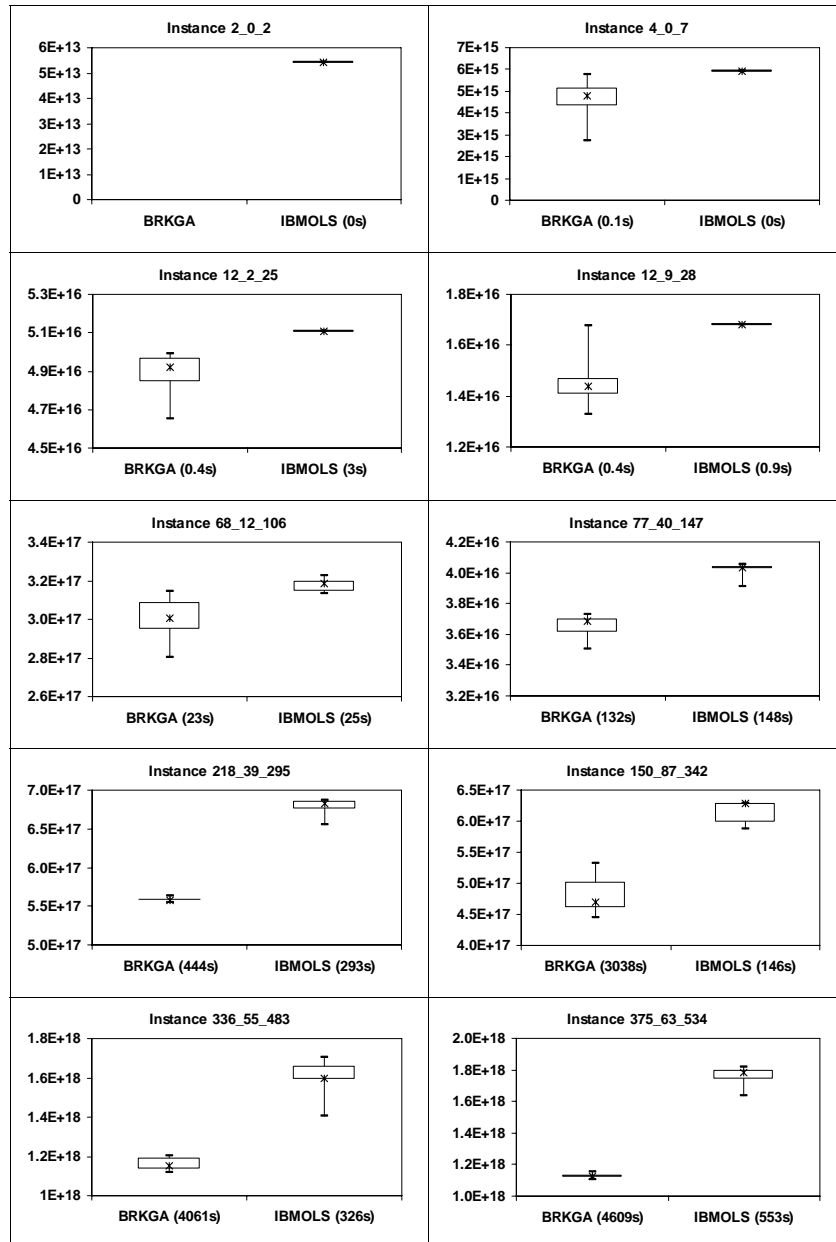 Instance 2_0_2
6E+13
5E+13
4E+13
3E+13
2E+13
1E+13
0
BRKGA
IBMOLS (0s)
Instance 4_0_7
7E+15
6E+15
5E+15
4E+15
3E+15
2E+15
1E+15
0
BRKGA (0.1s)
IBMOLS (0s)
Instance 12_2_25
5.3E+16
5.1E+16
4.9E+16
4.7E+16
4.5E+16
BRKGA (0.4s)
IBMOLS (3s)
Instance 12_9_28
1.8E+16
1.6E+16
1.4E+16
1.2E+16
BRKGA (0.4s)
IBMOLS (0.9s)
Instance 68_12_106
3.4E+17
3.2E+17
3.0E+17
2.8E+17
2.6E+17
BRKGA (23s)
IBMOLS (25s)
Instance 77_40_147
4.2E+16
4.0E+16
3.8E+16
3.6E+16
3.4E+16
3.2E+16
BRKGA (132s)
IBMOLS (148s)
Instance 218_39_295
7.0E+17
6.5E+17
6.0E+17
5.5E+17
5.0E+17
BRKGA (444s)
IBMOLS (293s)
Instance 150_87_342
6.5E+17
6.0E+17
5.5E+17
5.0E+17
4.5E+17
4.0E+17
BRKGA (3038s)
IBMOLS (146s)
Instance 336_55_483
1.8E+18
1.6E+18
1.4E+18
1.2E+18
1E+18
BRKGA (4061s)
IBMOLS (326s)
Instance 375_63_534
2.0E+18
1.8E+18
1.6E+18
1.4E+18
1.2E+18
1.0E+18
BRKGA (4609s)
IBMOLS (553s)